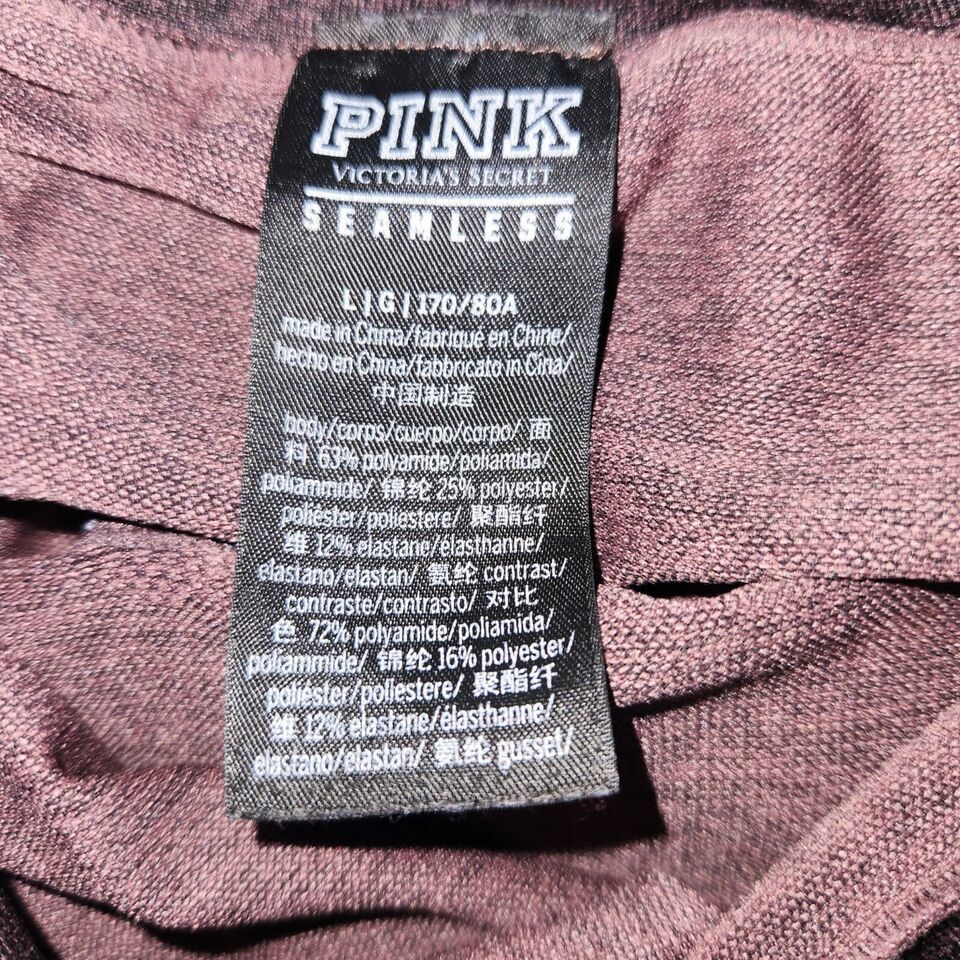 PINK
VICTORIA'S SECRET
SEAMLESS
L|G|170/80A
made in China/fabriqué en Chine/
hecho en China/fabbricato in Cina/
中国制造
body/corps/cuerpo/corpo/ 面
料 63% polyamide/poliamida/
poliammide/ 锦纶 25% polyester/
poliéster/poliestere/ 聚酯纤
维 12% elastane/élasthanne/
elastano/elastan/ 氨纶 contrast/
contraste/contrasto/ 对比
色 72% polyamide/poliamida/
poliammide/ 锦纶 16% polyester/
poliéster/poliestere/ 聚酯纤
维 12% elastane/élasthanne/
elastano/elastan/ 氨纶 gusset/